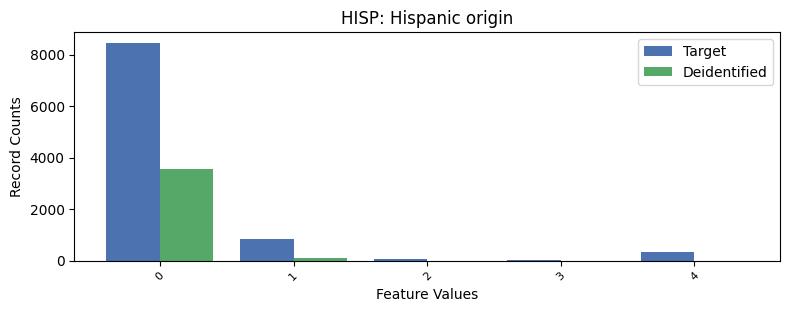 HISP: Hispanic origin
Target
Deidentified
Record Counts
8000
6000
4000
2000
0
0 1 2 3 4
Feature Values